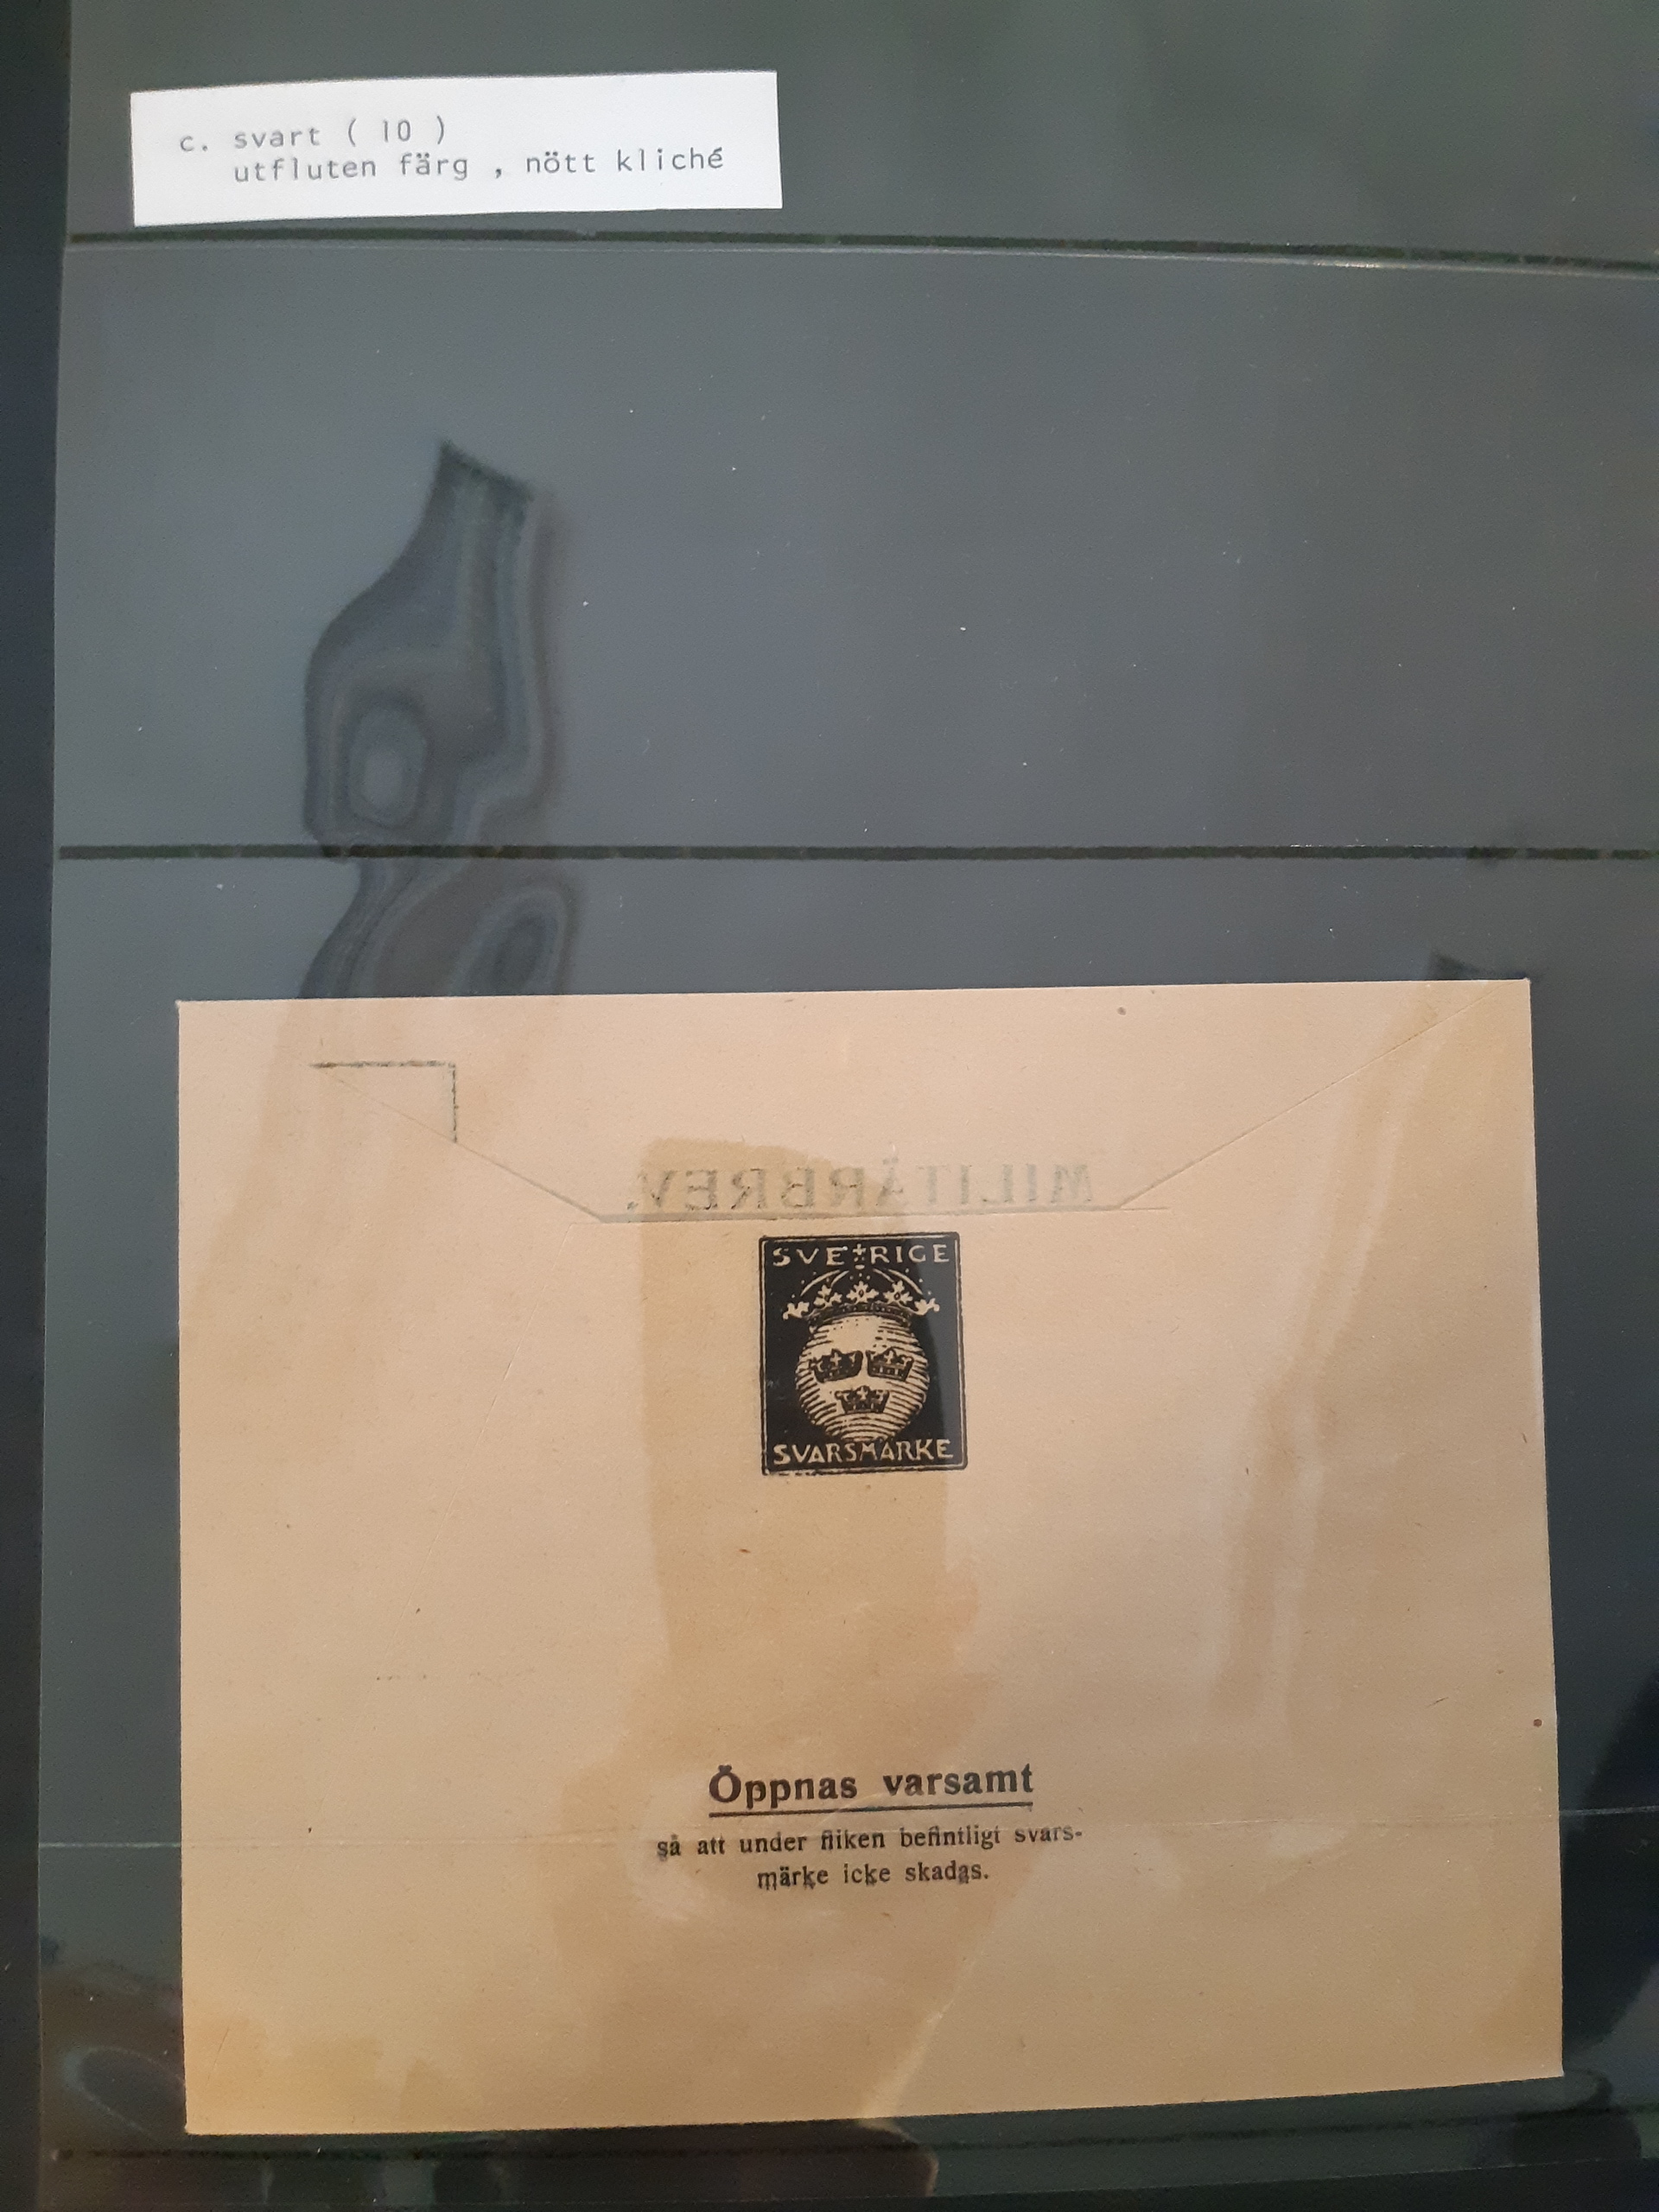 c. svart ( 10 )
utfluten färg , nött kliché
MILITÄRBREV.
SVERIGE
SVARSMÄRKE
Öppnas varsamt
så att under fliken befintligt svars-
märke icke skadas.